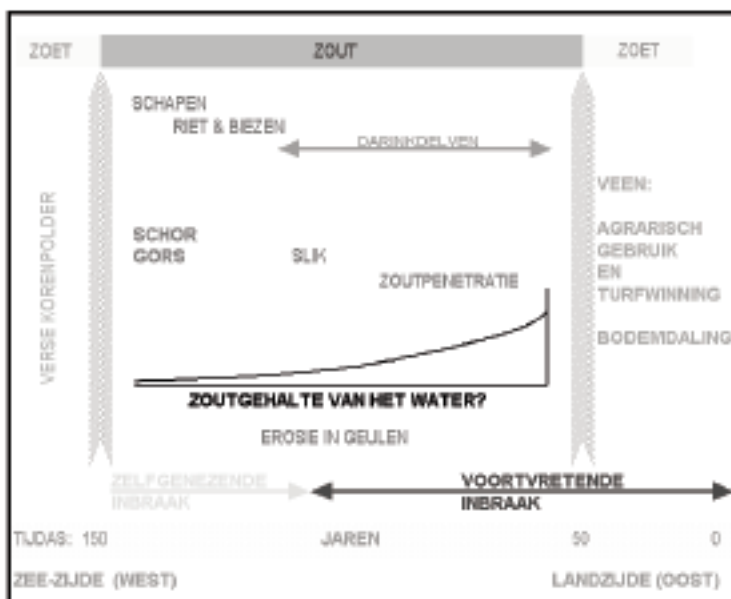 ZOET ZOUT ZOET
SCHAPEN
RIET & BIEZEN
DARINKDELVEN
VERSE KORENPOLDER
VEEN:
AGRARISCH
GEBRUIK
EN
TURFWINNING
BODEMDALING
SCHOR
GORS
SLIK
ZOUTPENETRATIE
ZOUTGEHALTE VAN HET WATER?
EROSIE IN GEULEN
ZELFGENEZENDE
INBRAAK
VOORTVRETENDE
INBRAAK
TIJDAS: 150 JAREN 50 0
ZEE-ZIJDE (WEST) LANDZIJDE (OOST)